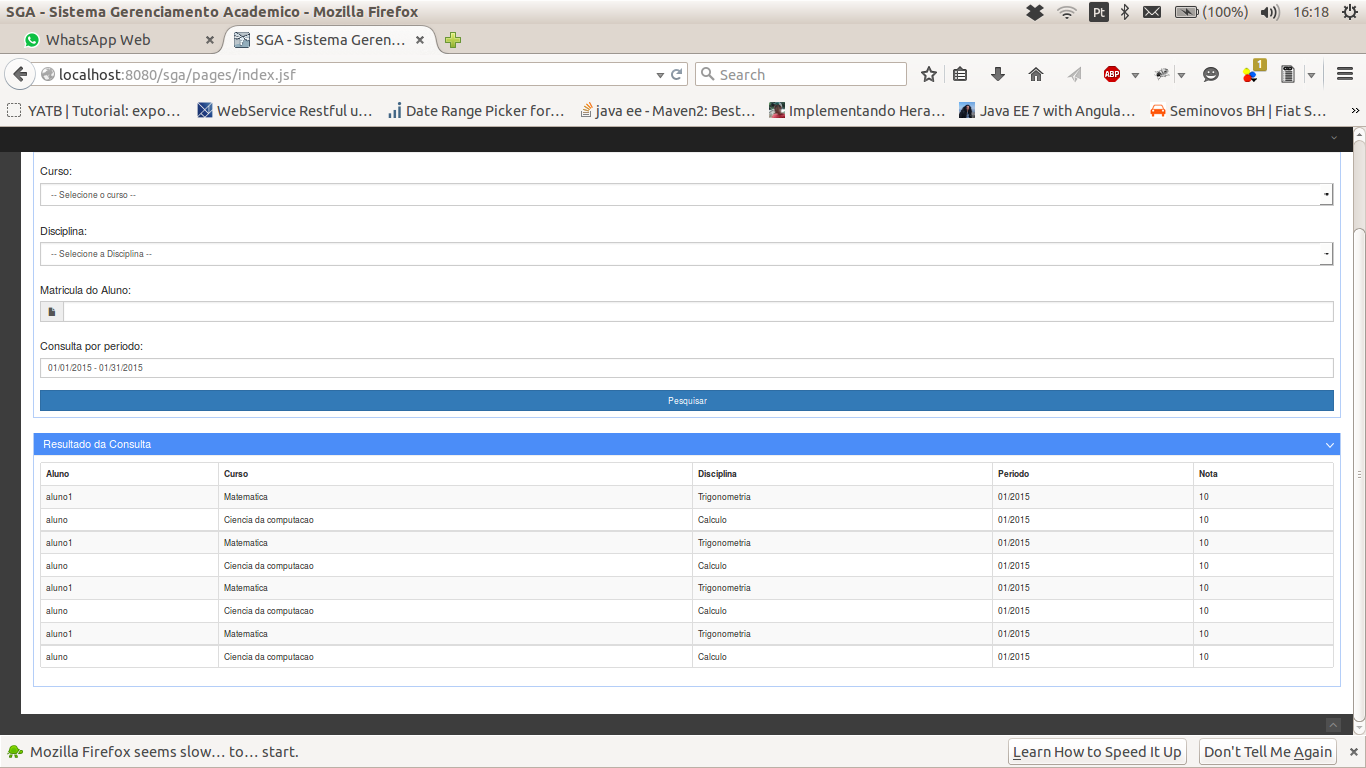 SGA - Sistema Gerenciamento Academico - Mozilla Firefox Pt (100%) 16:18
WhatsApp Web × SGA - Sistema Geren... ×
localhost:8080/sga/pages/index.jsf Search ABP 1
YATB | Tutorial: expo... WebService Restful u... Date Range Picker for... java ee - Maven2: Best... Implementando Hera... Java EE 7 with Angula... Seminovos BH | Fiat S... »
Curso:
-- Selecione o curso --
Disciplina:
-- Selecione a Disciplina --
Matricula do Aluno:
Consulta por periodo:
01/01/2015 - 01/31/2015
Pesquisar
Resultado da Consulta
Aluno Curso Disciplina Periodo Nota
aluno1 Matematica Trigonometria 01/2015 10
aluno Ciencia da computacao Calculo 01/2015 10
aluno1 Matematica Trigonometria 01/2015 10
aluno Ciencia da computacao Calculo 01/2015 10
aluno1 Matematica Trigonometria 01/2015 10
aluno Ciencia da computacao Calculo 01/2015 10
aluno1 Matematica Trigonometria 01/2015 10
aluno Ciencia da computacao Calculo 01/2015 10
Mozilla Firefox seems slow... to... start. Learn How to Speed It Up Don't Tell Me Again ×